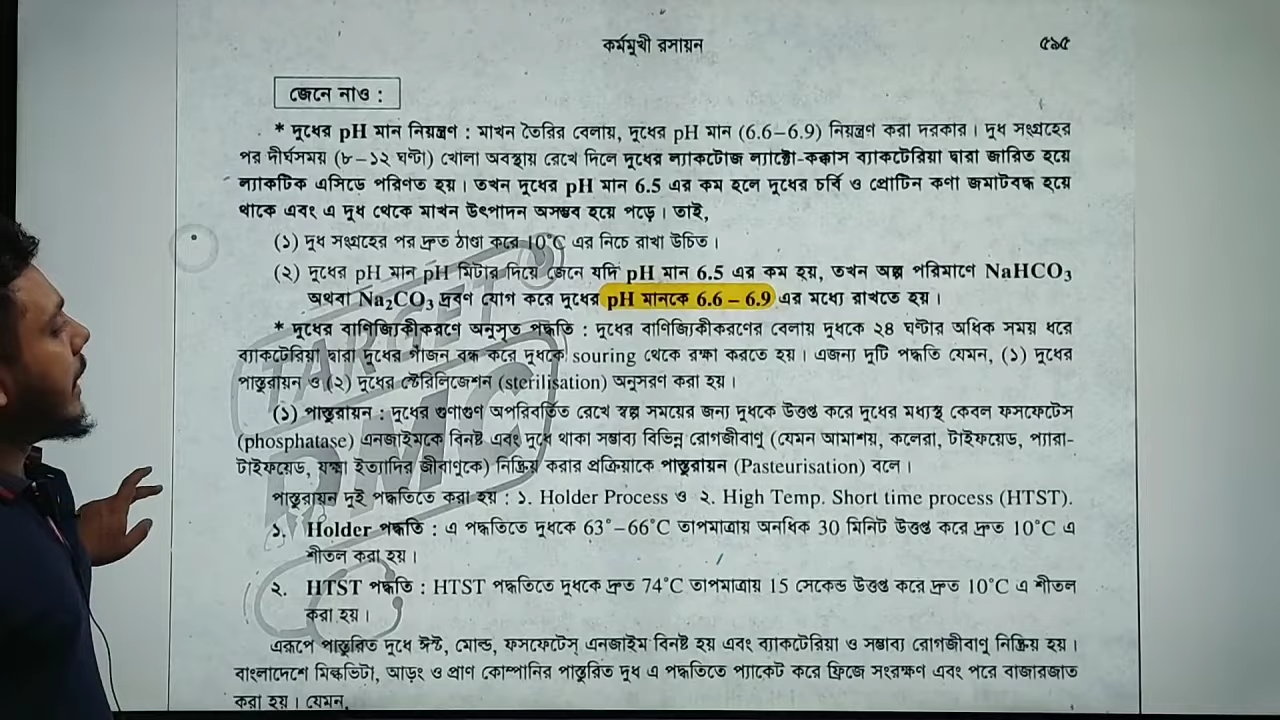 কর্মমুখী রসায়ন ৫৯৫
জেনে নাও :
* দুধের pH মান নিয়ন্ত্রণ : মাখন তৈরির বেলায়, দুধের pH মান (6.6–6.9) নিয়ন্ত্রণ করা দরকার। দুধ সংগ্রহের
পর দীর্ঘসময় (৮–১২ ঘণ্টা) খোলা অবস্থায় রেখে দিলে দুধের ল্যাকটোজ ল্যাক্টো-কক্কাস ব্যাকটেরিয়া দ্বারা জারিত হয়ে
ল্যাকটিক এসিডে পরিণত হয়। তখন দুধের pH মান 6.5 এর কম হলে দুধের চর্বি ও প্রোটিন কণা জমাটবদ্ধ হয়ে
থাকে এবং এ দুধ থেকে মাখন উৎপাদন অসম্ভব হয়ে পড়ে। তাই,
(১) দুধ সংগ্রহের পর দ্রুত ঠাণ্ডা করে 10°C এর নিচে রাখা উচিত।
(২) দুধের pH মান pH মিটার দিয়ে জেনে যদি pH মান 6.5 এর কম হয়, তখন অল্প পরিমাণে NaHCO₃
অথবা Na₂CO₃ দ্রবণ যোগ করে দুধের pH মানকে 6.6 – 6.9 এর মধ্যে রাখতে হয়।
* দুধের বাণিজ্যিকীকরণে অনুসৃত পদ্ধতি : দুধের বাণিজ্যিকীকরণের বেলায় দুধকে ২৪ ঘণ্টার অধিক সময় ধরে
ব্যাকটেরিয়া দ্বারা দুধের গাঁজন বন্ধ করে দুধকে souring থেকে রক্ষা করতে হয়। এজন্য দুটি পদ্ধতি যেমন, (১) দুধের
পাস্তুরায়ন ও (২) দুধের স্টেরিলিজেশন (sterilisation) অনুসরণ করা হয়।
(১) পাস্তুরায়ন : দুধের গুণাগুণ অপরিবর্তিত রেখে স্বল্প সময়ের জন্য দুধকে উত্তপ্ত করে দুধের মধ্যস্থ কেবল ফসফেটেস
(phosphatase) এনজাইমকে বিনষ্ট এবং দুধে থাকা সম্ভাব্য বিভিন্ন রোগজীবাণু (যেমন আমাশয়, কলেরা, টাইফয়েড, প্যারা-
টাইফয়েড, যক্ষ্মা ইত্যাদির জীবাণুকে) নিষ্ক্রিয় করার প্রক্রিয়াকে পাস্তুরায়ন (Pasteurisation) বলে।
পাস্তুরায়ন দুই পদ্ধতিতে করা হয় : ১. Holder Process ও ২. High Temp. Short time process (HTST).
১. Holder পদ্ধতি : এ পদ্ধতিতে দুধকে 63°–66°C তাপমাত্রায় অনধিক 30 মিনিট উত্তপ্ত করে দ্রুত 10°C এ
শীতল করা হয়।
২. HTST পদ্ধতি : HTST পদ্ধতিতে দুধকে দ্রুত 74°C তাপমাত্রায় 15 সেকেন্ড উত্তপ্ত করে দ্রুত 10°C এ শীতল
করা হয়।
এরূপে পাস্তুরিত দুধে ঈস্ট, মোল্ড, ফসফেটেস্ এনজাইম বিনষ্ট হয় এবং ব্যাকটেরিয়া ও সম্ভাব্য রোগজীবাণু নিষ্ক্রিয় হয়।
বাংলাদেশে মিল্কভিটা, আড়ং ও প্রাণ কোম্পানির পাস্তুরিত দুধ এ পদ্ধতিতে প্যাকেট করে ফ্রিজে সংরক্ষণ এবং পরে বাজারজাত
করা হয়। যেমন,
TARGET
DMC